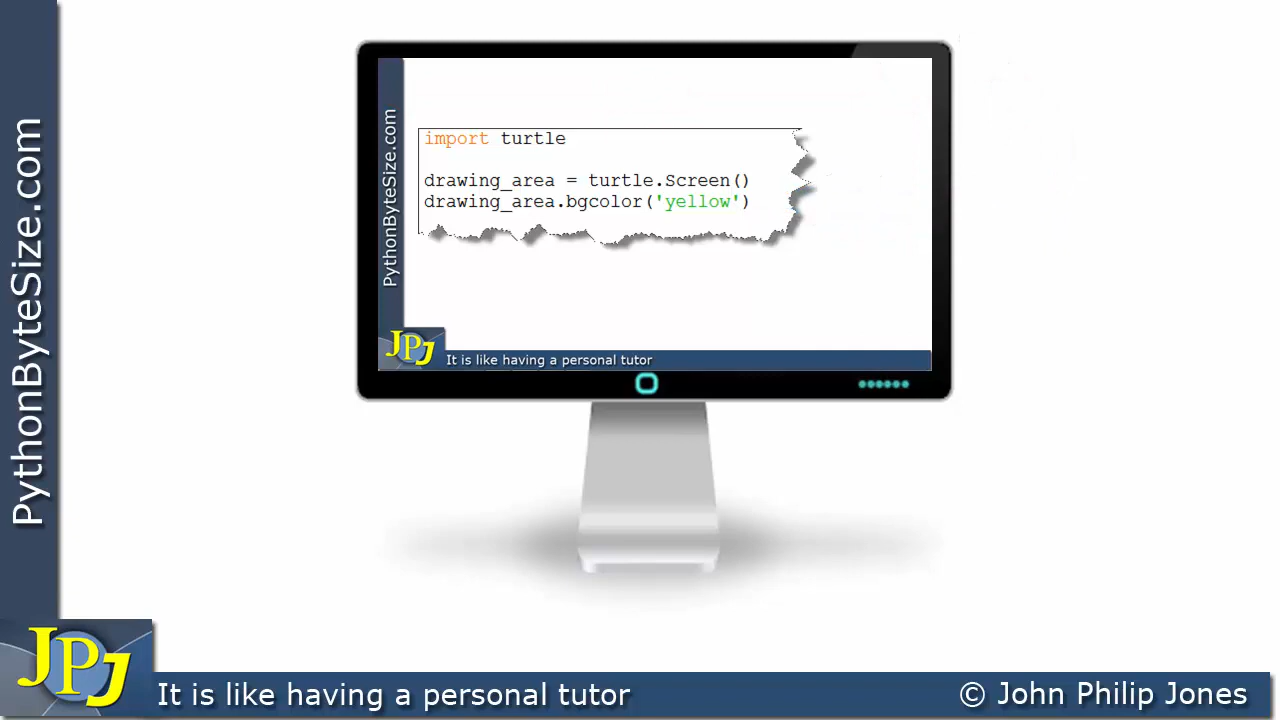 PythonByteSize.com
PythonByteSize.com
import turtle
drawing_area = turtle.Screen()
drawing_area.bgcolor('yellow')
JPJ
It is like having a personal tutor
JPJ
It is like having a personal tutor
© John Philip Jones